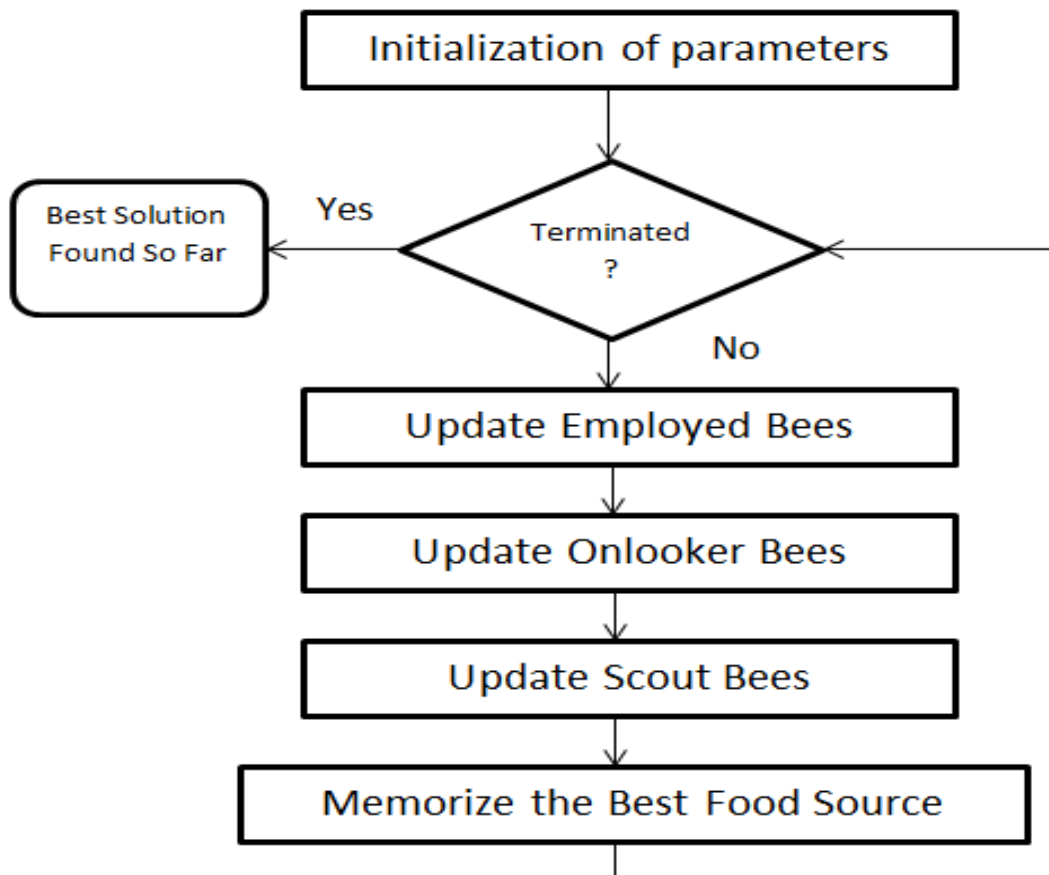 Initialization of parameters
Yes
Best Solution
Found So Far
Terminated
?
No
Update Employed Bees
Update Onlooker Bees
Update Scout Bees
Memorize the Best Food Source